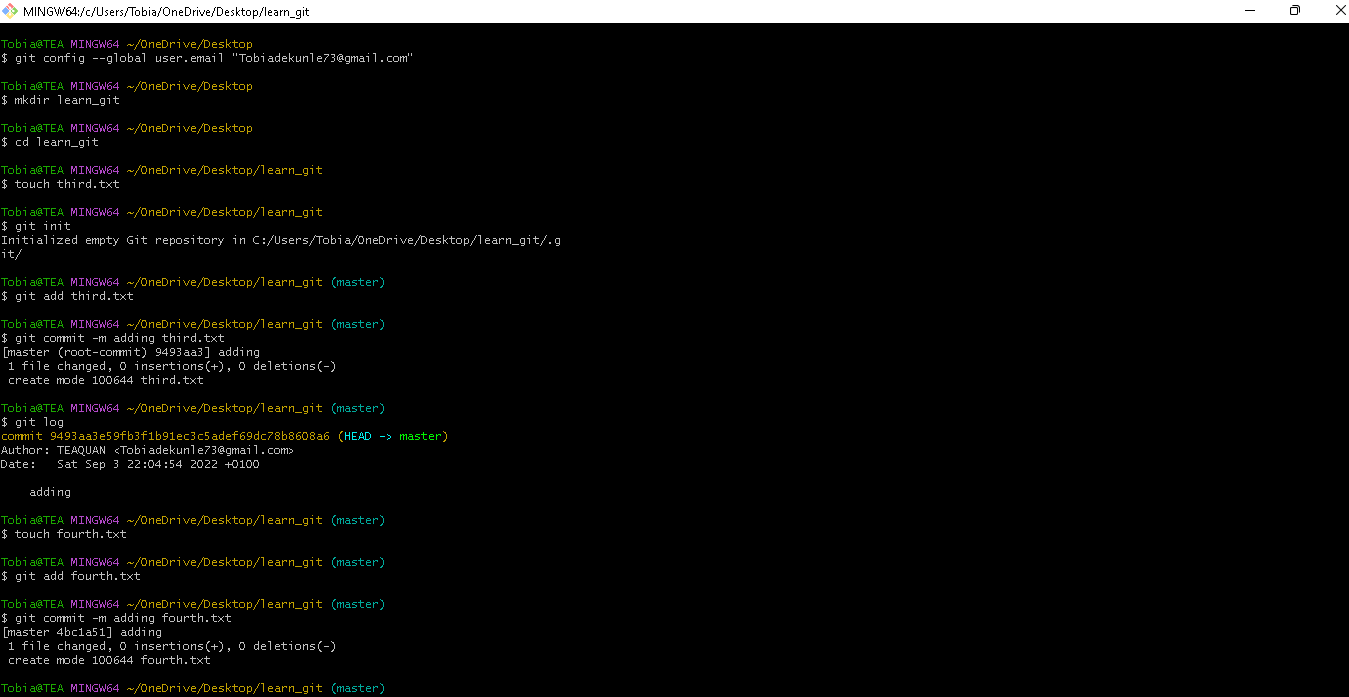 MINGW64:/c/Users/Tobia/OneDrive/Desktop/learn_git
Tobia@TEA MINGW64 ~/OneDrive/Desktop
$ git config --global user.email "Tobiadekunle73@gmail.com"
Tobia@TEA MINGW64 ~/OneDrive/Desktop
$ mkdir learn_git
Tobia@TEA MINGW64 ~/OneDrive/Desktop
$ cd learn_git
Tobia@TEA MINGW64 ~/OneDrive/Desktop/learn_git
$ touch third.txt
Tobia@TEA MINGW64 ~/OneDrive/Desktop/learn_git
$ git init
Initialized empty Git repository in C:/Users/Tobia/OneDrive/Desktop/learn_git/.g
it/
Tobia@TEA MINGW64 ~/OneDrive/Desktop/learn_git (master)
$ git add third.txt
Tobia@TEA MINGW64 ~/OneDrive/Desktop/learn_git (master)
$ git commit -m adding third.txt
[master (root-commit) 9493aa3] adding
 1 file changed, 0 insertions(+), 0 deletions(-)
 create mode 100644 third.txt
Tobia@TEA MINGW64 ~/OneDrive/Desktop/learn_git (master)
$ git log
commit 9493aa3e59fb3f1b91ec3c5adef69dc78b8608a6 (HEAD -> master)
Author: TEAQUAN <Tobiadekunle73@gmail.com>
Date:   Sat Sep 3 22:04:54 2022 +0100
    adding
Tobia@TEA MINGW64 ~/OneDrive/Desktop/learn_git (master)
$ touch fourth.txt
Tobia@TEA MINGW64 ~/OneDrive/Desktop/learn_git (master)
$ git add fourth.txt
Tobia@TEA MINGW64 ~/OneDrive/Desktop/learn_git (master)
$ git commit -m adding fourth.txt
[master 4bc1a51] adding
 1 file changed, 0 insertions(+), 0 deletions(-)
 create mode 100644 fourth.txt
Tobia@TEA MINGW64 ~/OneDrive/Desktop/learn_git (master)